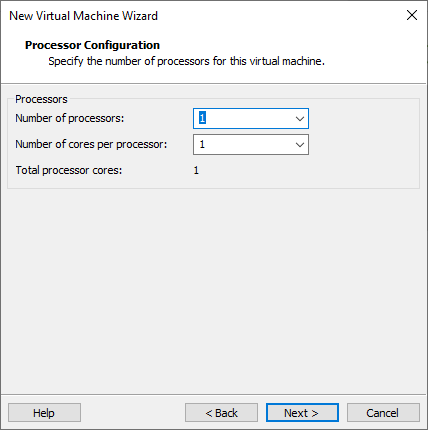 New Virtual Machine Wizard
Processor Configuration
Specify the number of processors for this virtual machine.
Processors
Number of processors: 1
Number of cores per processor: 1
Total processor cores: 1
Help < Back Next > Cancel